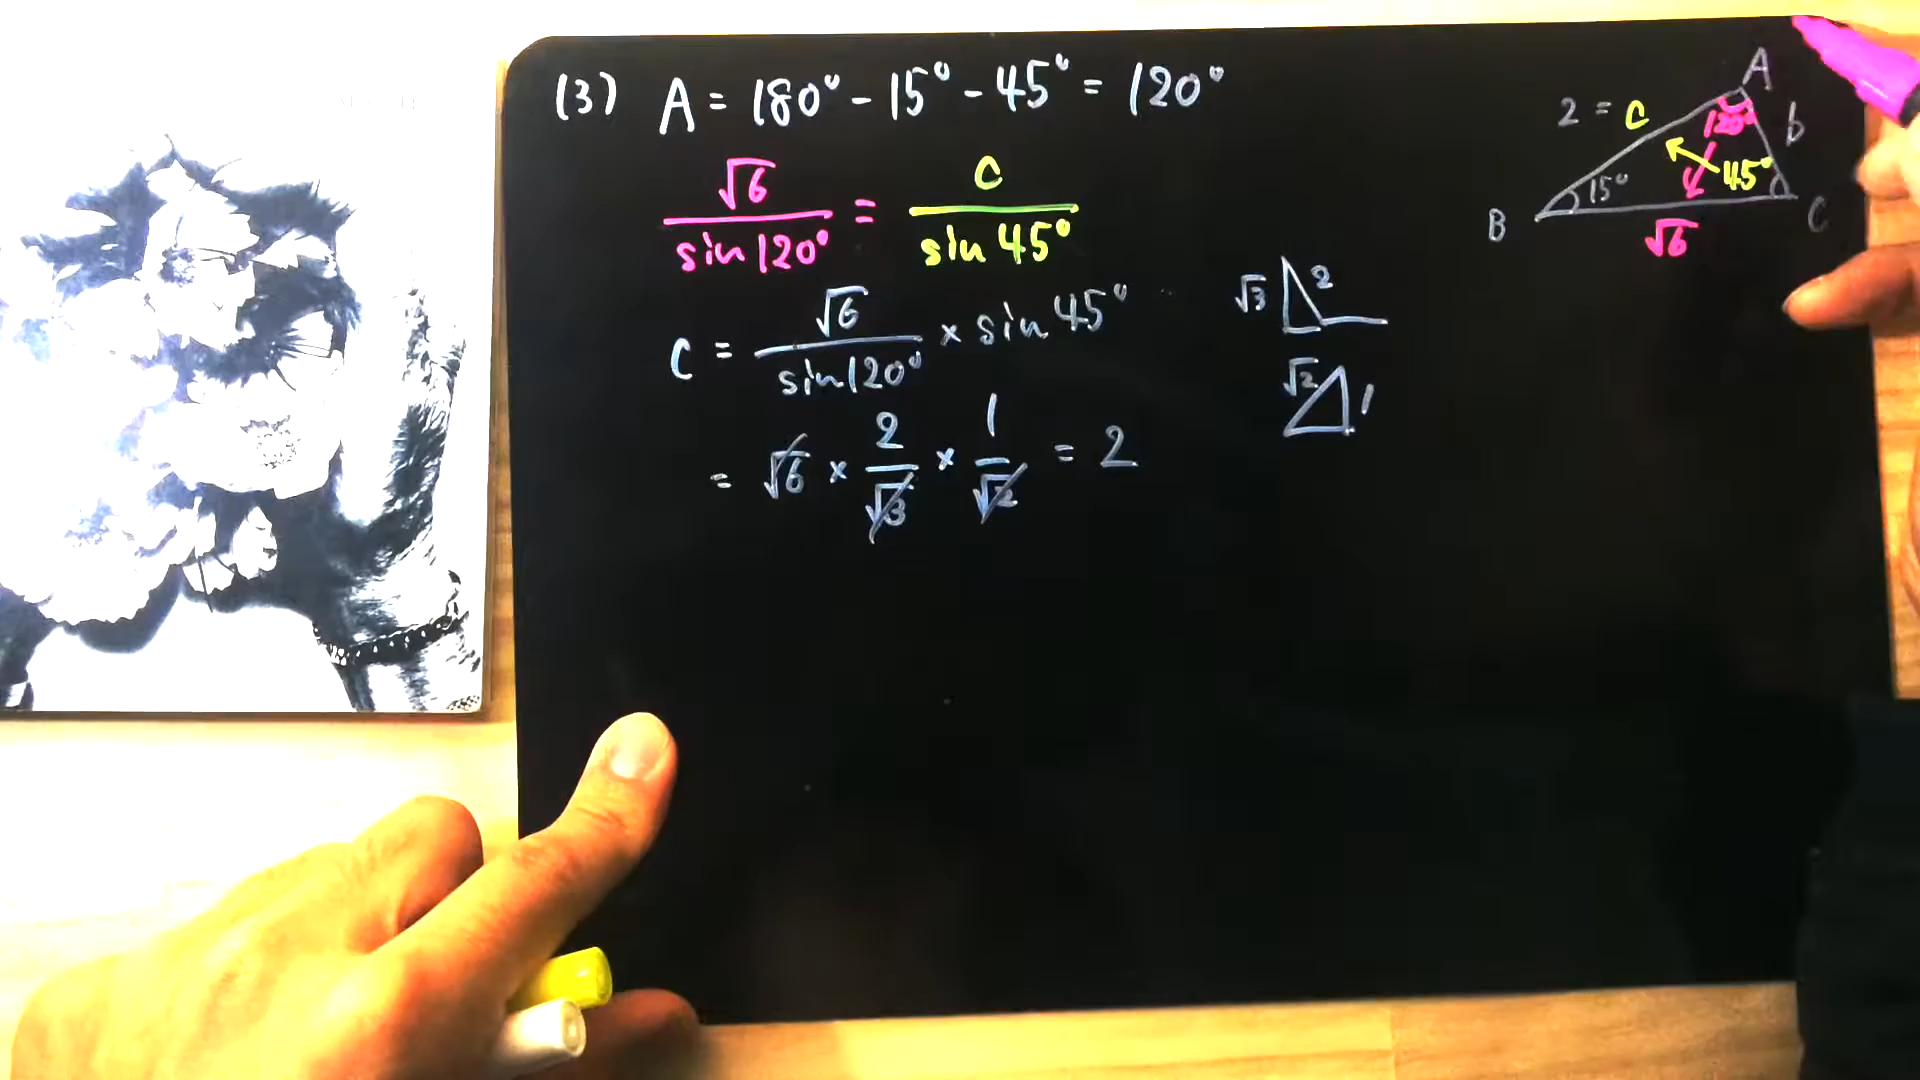 (3) A = 180° - 15° - 45° = 120°
√6 / sin120° = c / sin45°
c = √6 / sin120° × sin45°
= √6 × 2/√3 × 1/√2 = 2
√3 2
√2 1
A
2 = c
120°
b
45°
15°
B
C
√6